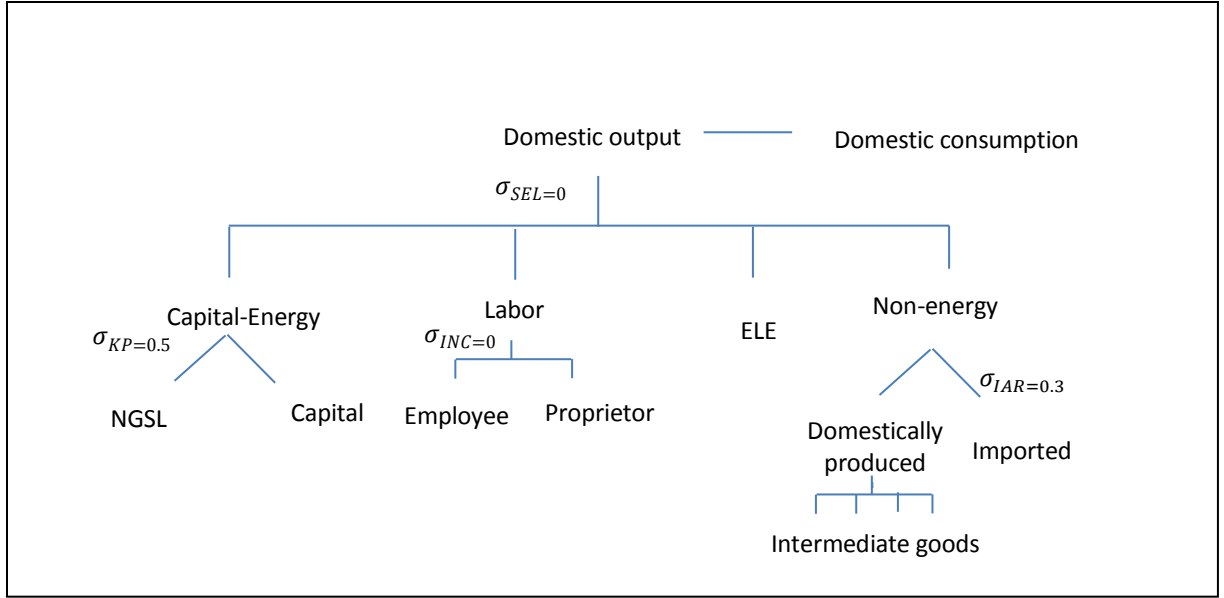 Domestic output
Domestic consumption
σSEL=0
Capital-Energy
Labor
ELE
Non-energy
σKP=0.5
σINC=0
σIAR=0.3
NGSL
Capital
Employee
Proprietor
Domestically
produced
Imported
Intermediate goods